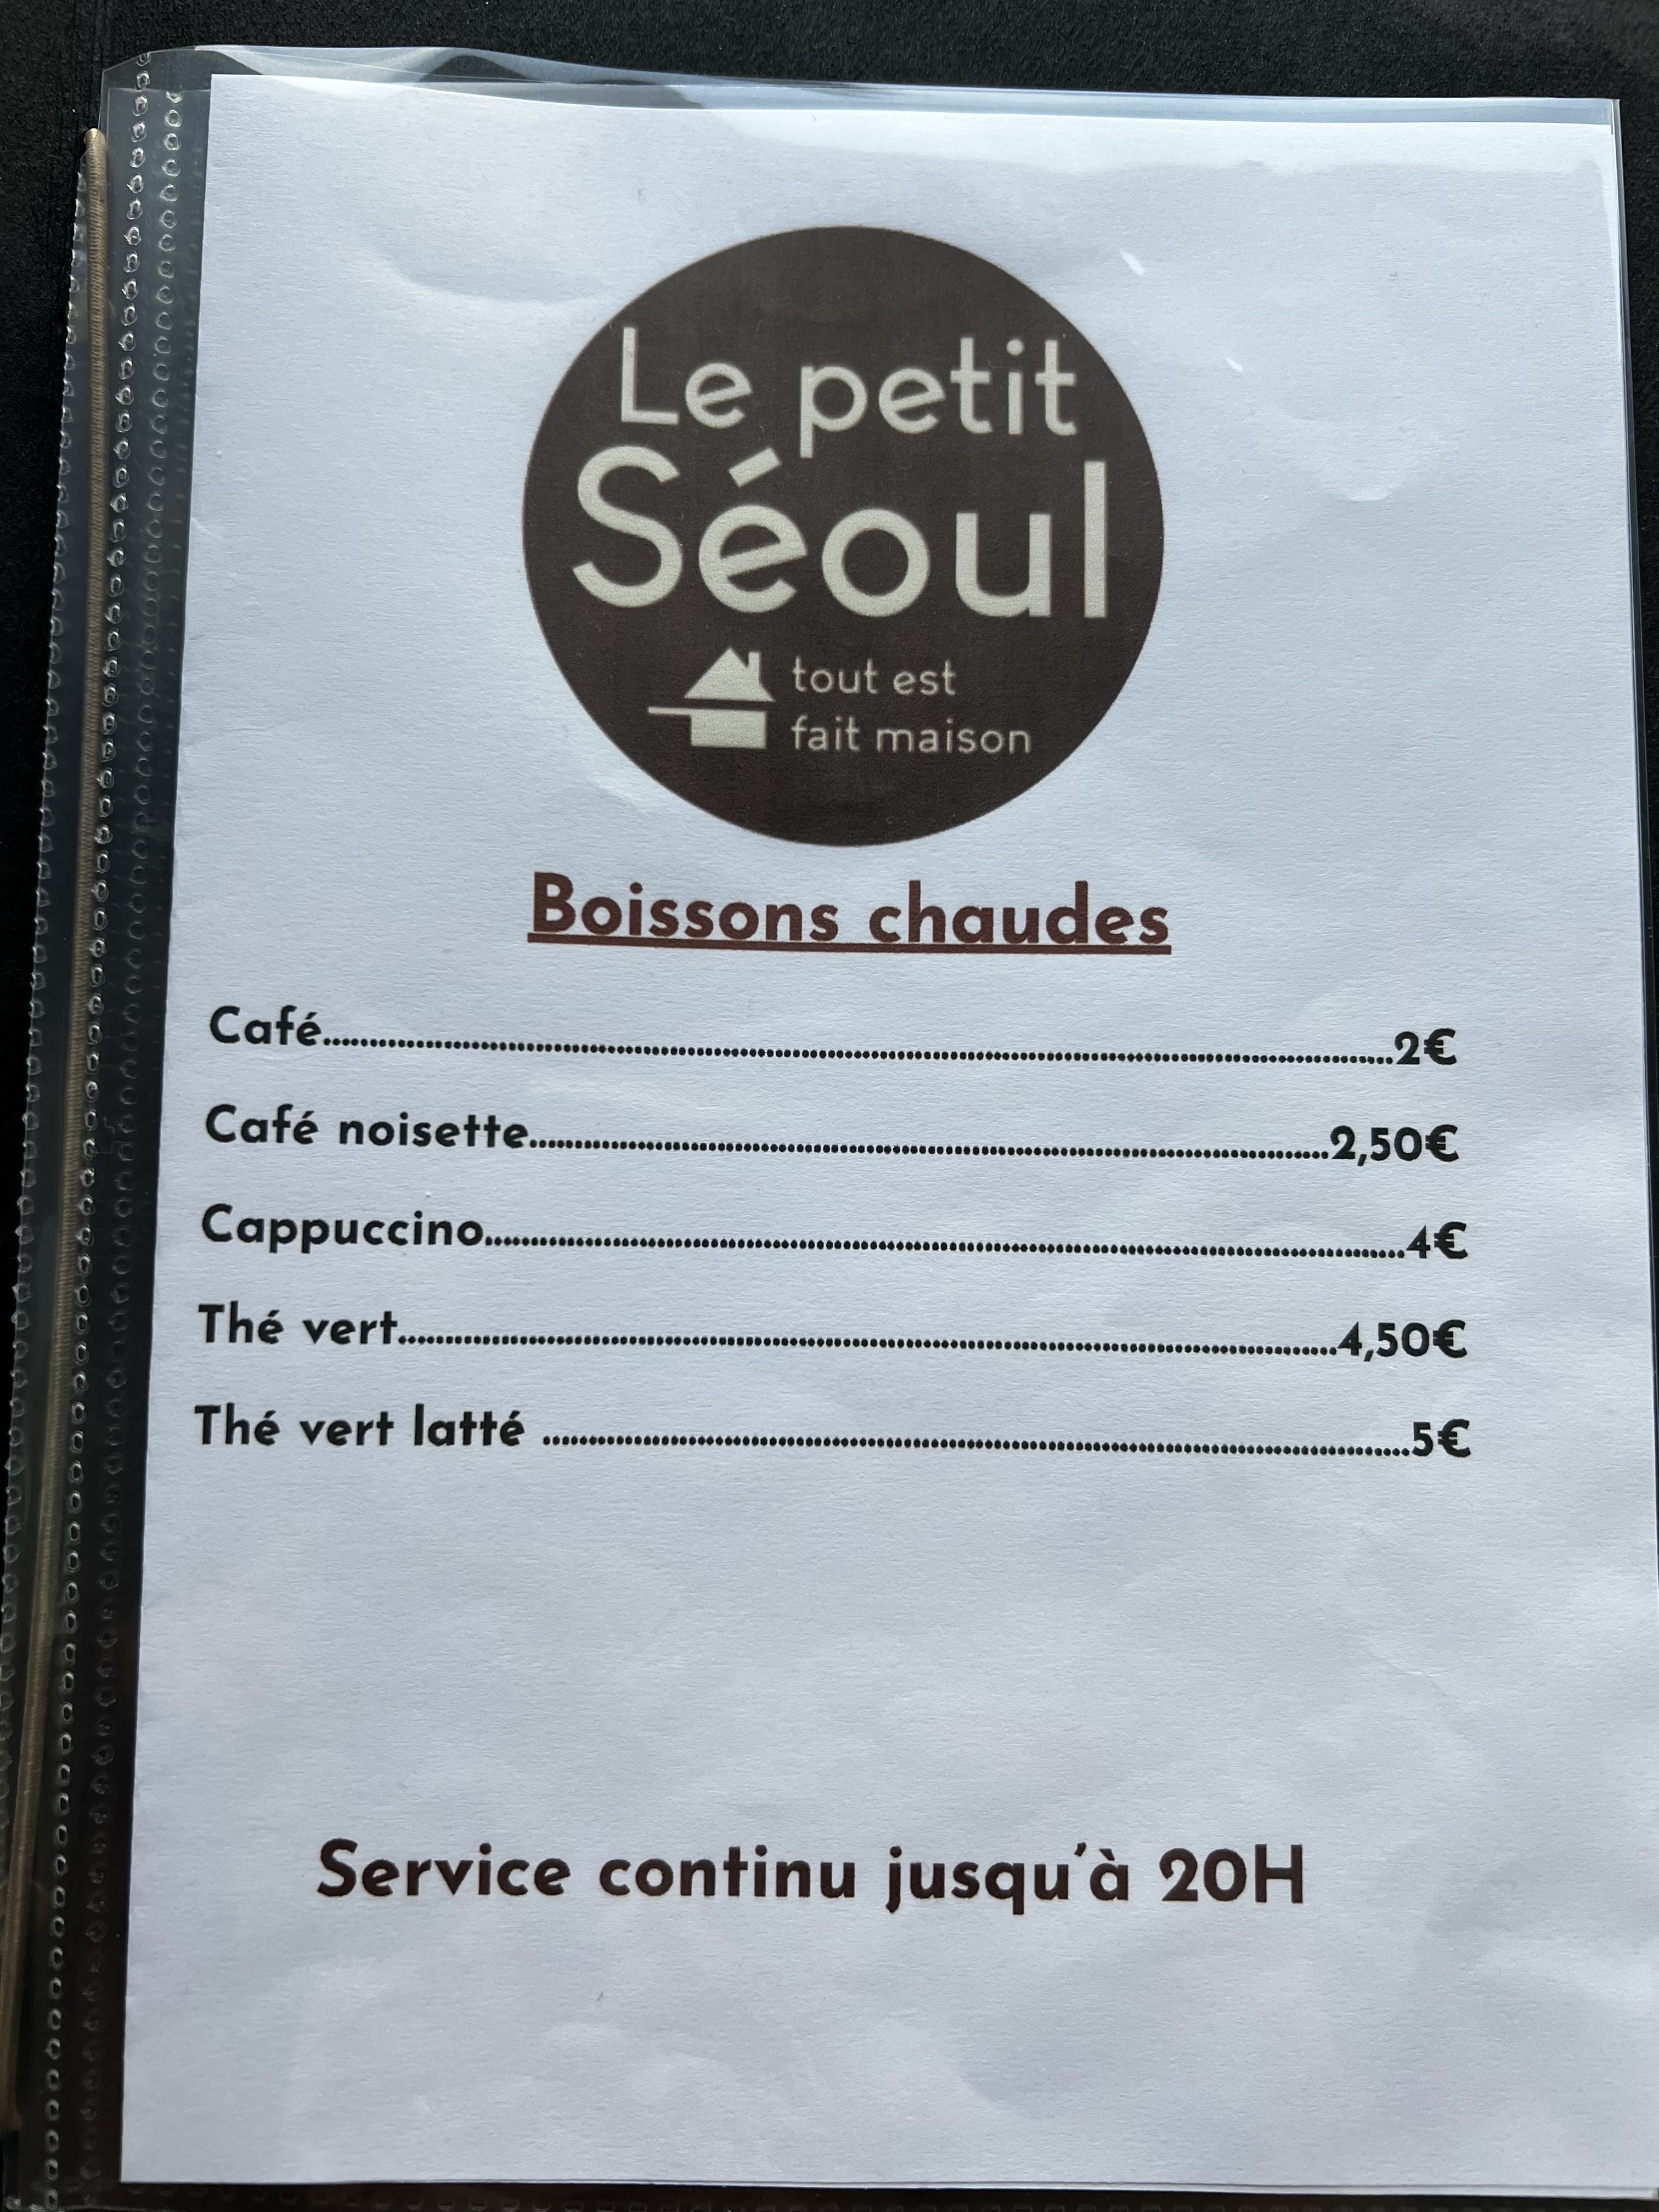 Le petit
Séoul
tout est
fait maison
Boissons chaudes
Café..........................................................................................2€
Café noisette....................................................................2,50€
Cappuccino..............................................................................4€
Thé vert................................................................................4,50€
Thé vert latté ..........................................................................5€
Service continu jusqu'à 20H